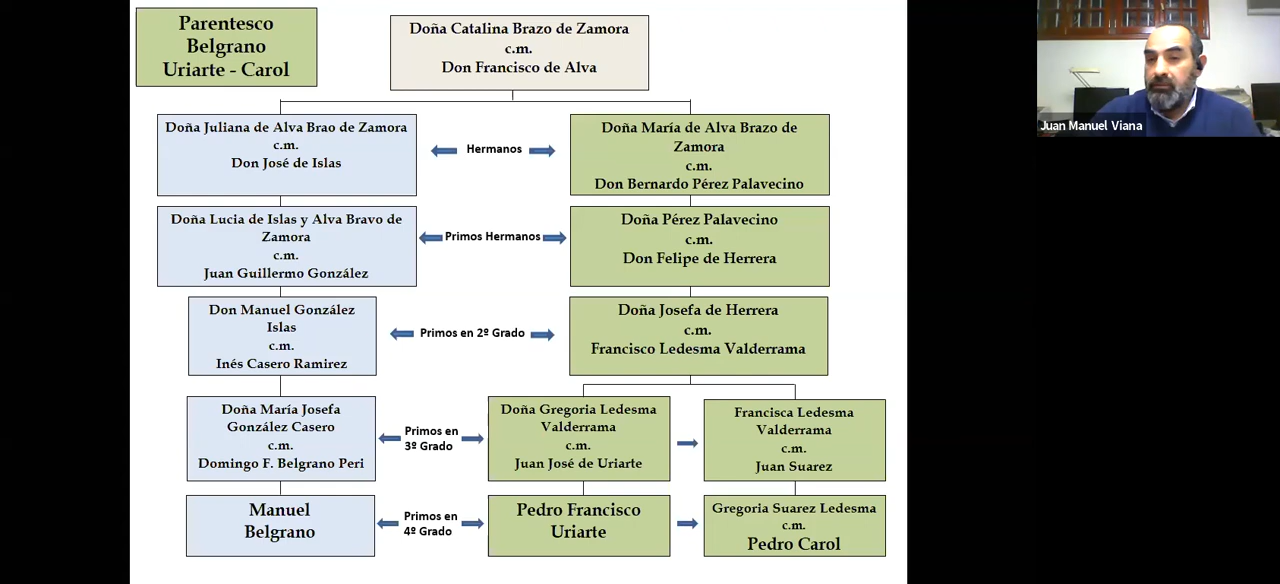 Parentesco
Belgrano
Uriarte - Carol
Doña Catalina Brazo de Zamora
c.m.
Don Francisco de Alva
Doña Juliana de Alva Brao de Zamora
c.m.
Don José de Islas
Hermanos
Doña María de Alva Brazo de
Zamora
c.m.
Don Bernardo Pérez Palavecino
Doña Lucia de Islas y Alva Bravo de
Zamora
c.m.
Juan Guillermo González
Primos Hermanos
Doña Pérez Palavecino
c.m.
Don Felipe de Herrera
Don Manuel González
Islas
c.m.
Inés Casero Ramirez
Primos en 2º Grado
Doña Josefa de Herrera
c.m.
Francisco Ledesma Valderrama
Doña María Josefa
González Casero
c.m.
Domingo F. Belgrano Peri
Primos en
3º Grado
Doña Gregoria Ledesma
Valderrama
c.m.
Juan José de Uriarte
Francisca Ledesma
Valderrama
c.m.
Juan Suarez
Manuel
Belgrano
Primos en
4º Grado
Pedro Francisco
Uriarte
Gregoria Suarez Ledesma
c.m.
Pedro Carol
Juan Manuel Viana